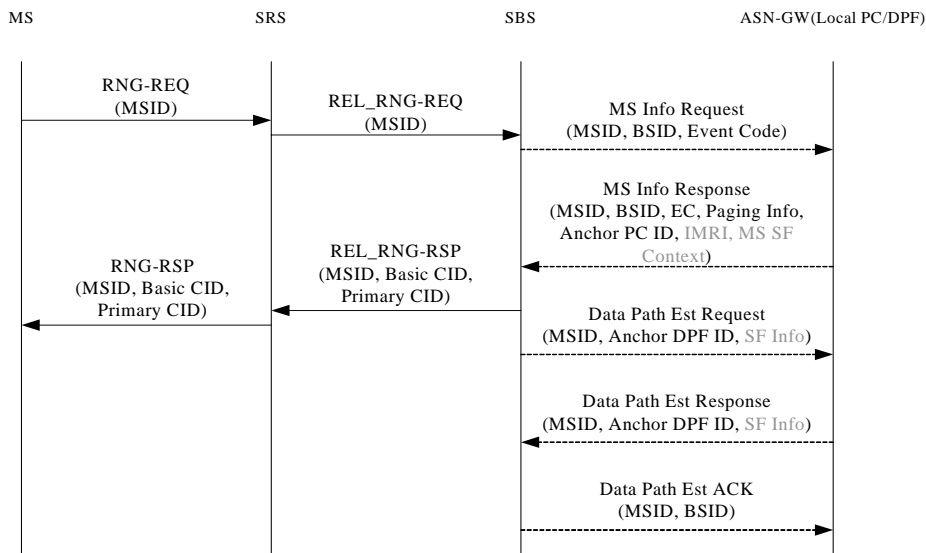 MS
SRS
SBS
ASN-GW(Local PC/DPF)
RNG-REQ
(MSID)
REL_RNG-REQ
(MSID)
MS Info Request
(MSID, BSID, Event Code)
MS Info Response
(MSID, BSID, EC, Paging Info,
Anchor PC ID, IMRI, MS SF
Context)
REL_RNG-RSP
(MSID, Basic CID,
Primary CID)
RNG-RSP
(MSID, Basic CID,
Primary CID)
Data Path Est Request
(MSID, Anchor DPF ID, SF Info)
Data Path Est Response
(MSID, Anchor DPF ID, SF Info)
Data Path Est ACK
(MSID, BSID)